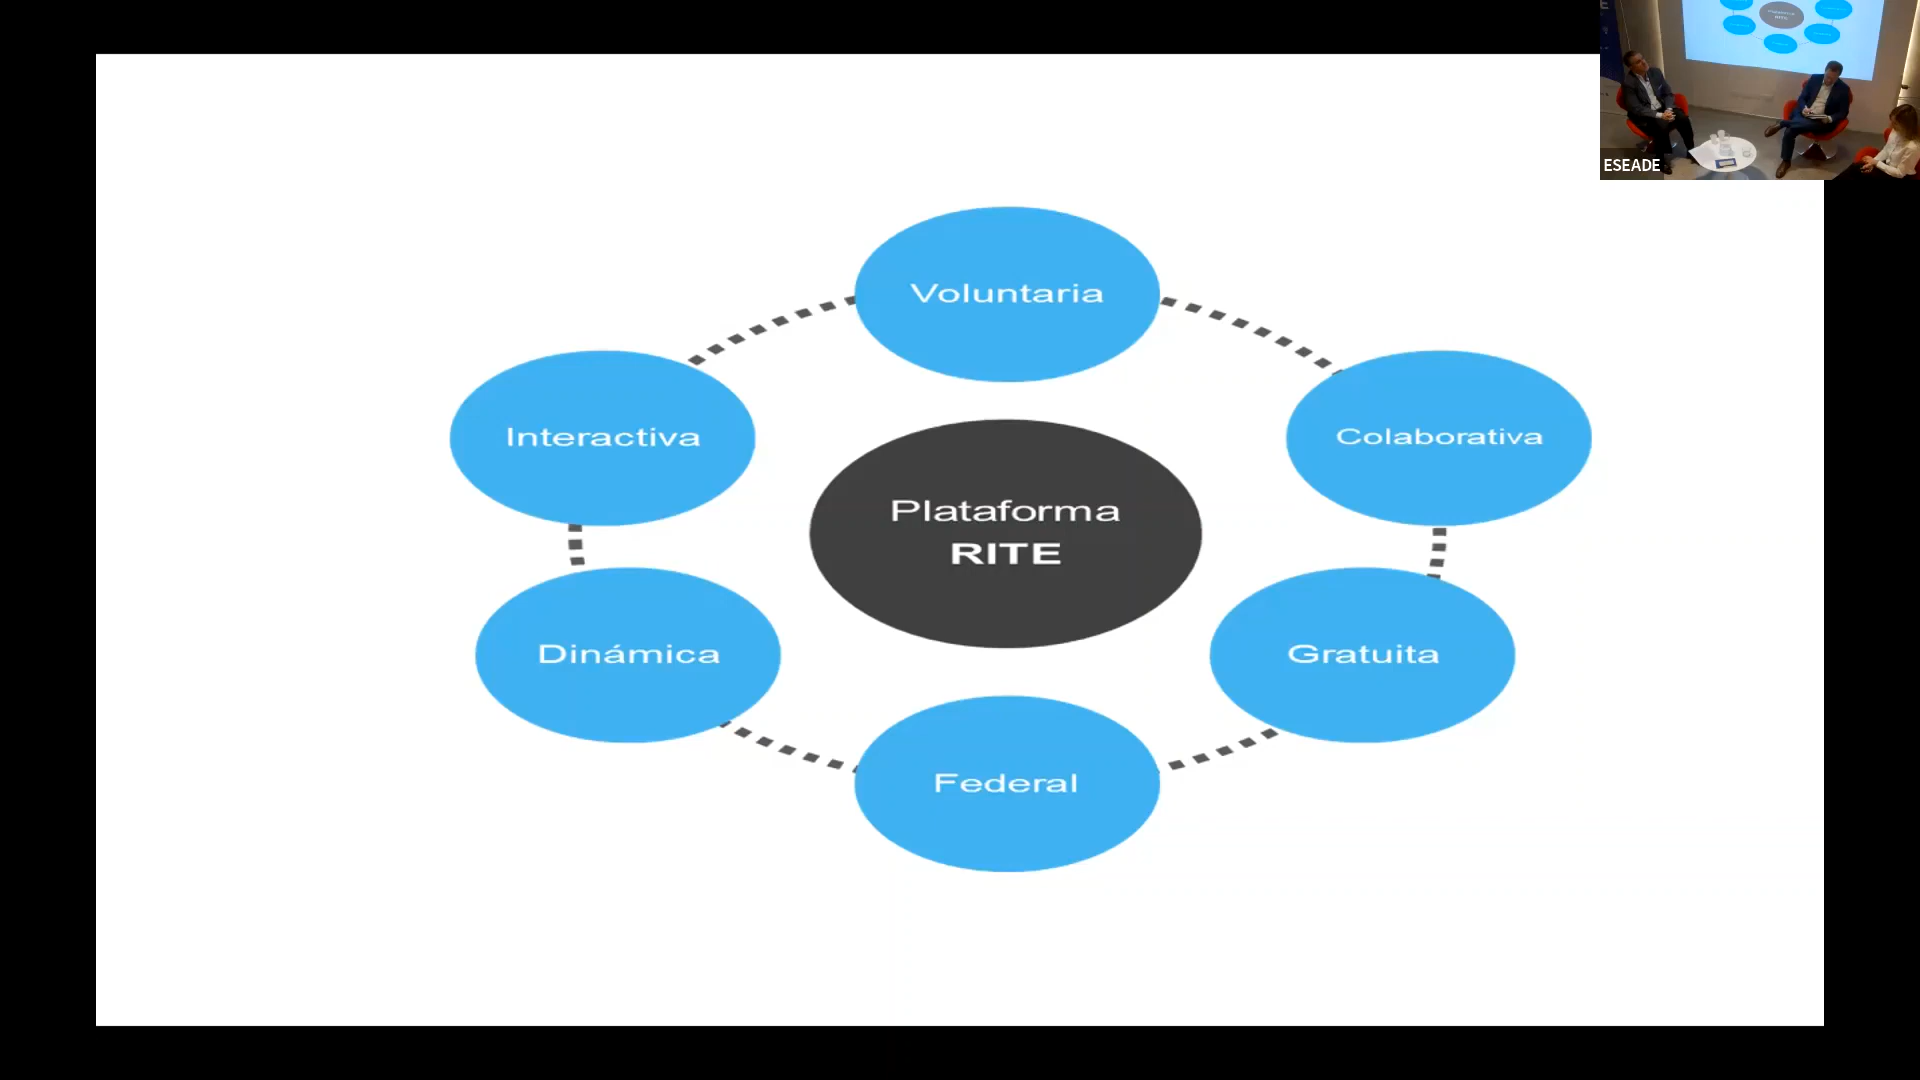 ESEADE
Voluntaria
Interactiva
Colaborativa
Plataforma
RITE
Dinámica
Gratuita
Federal